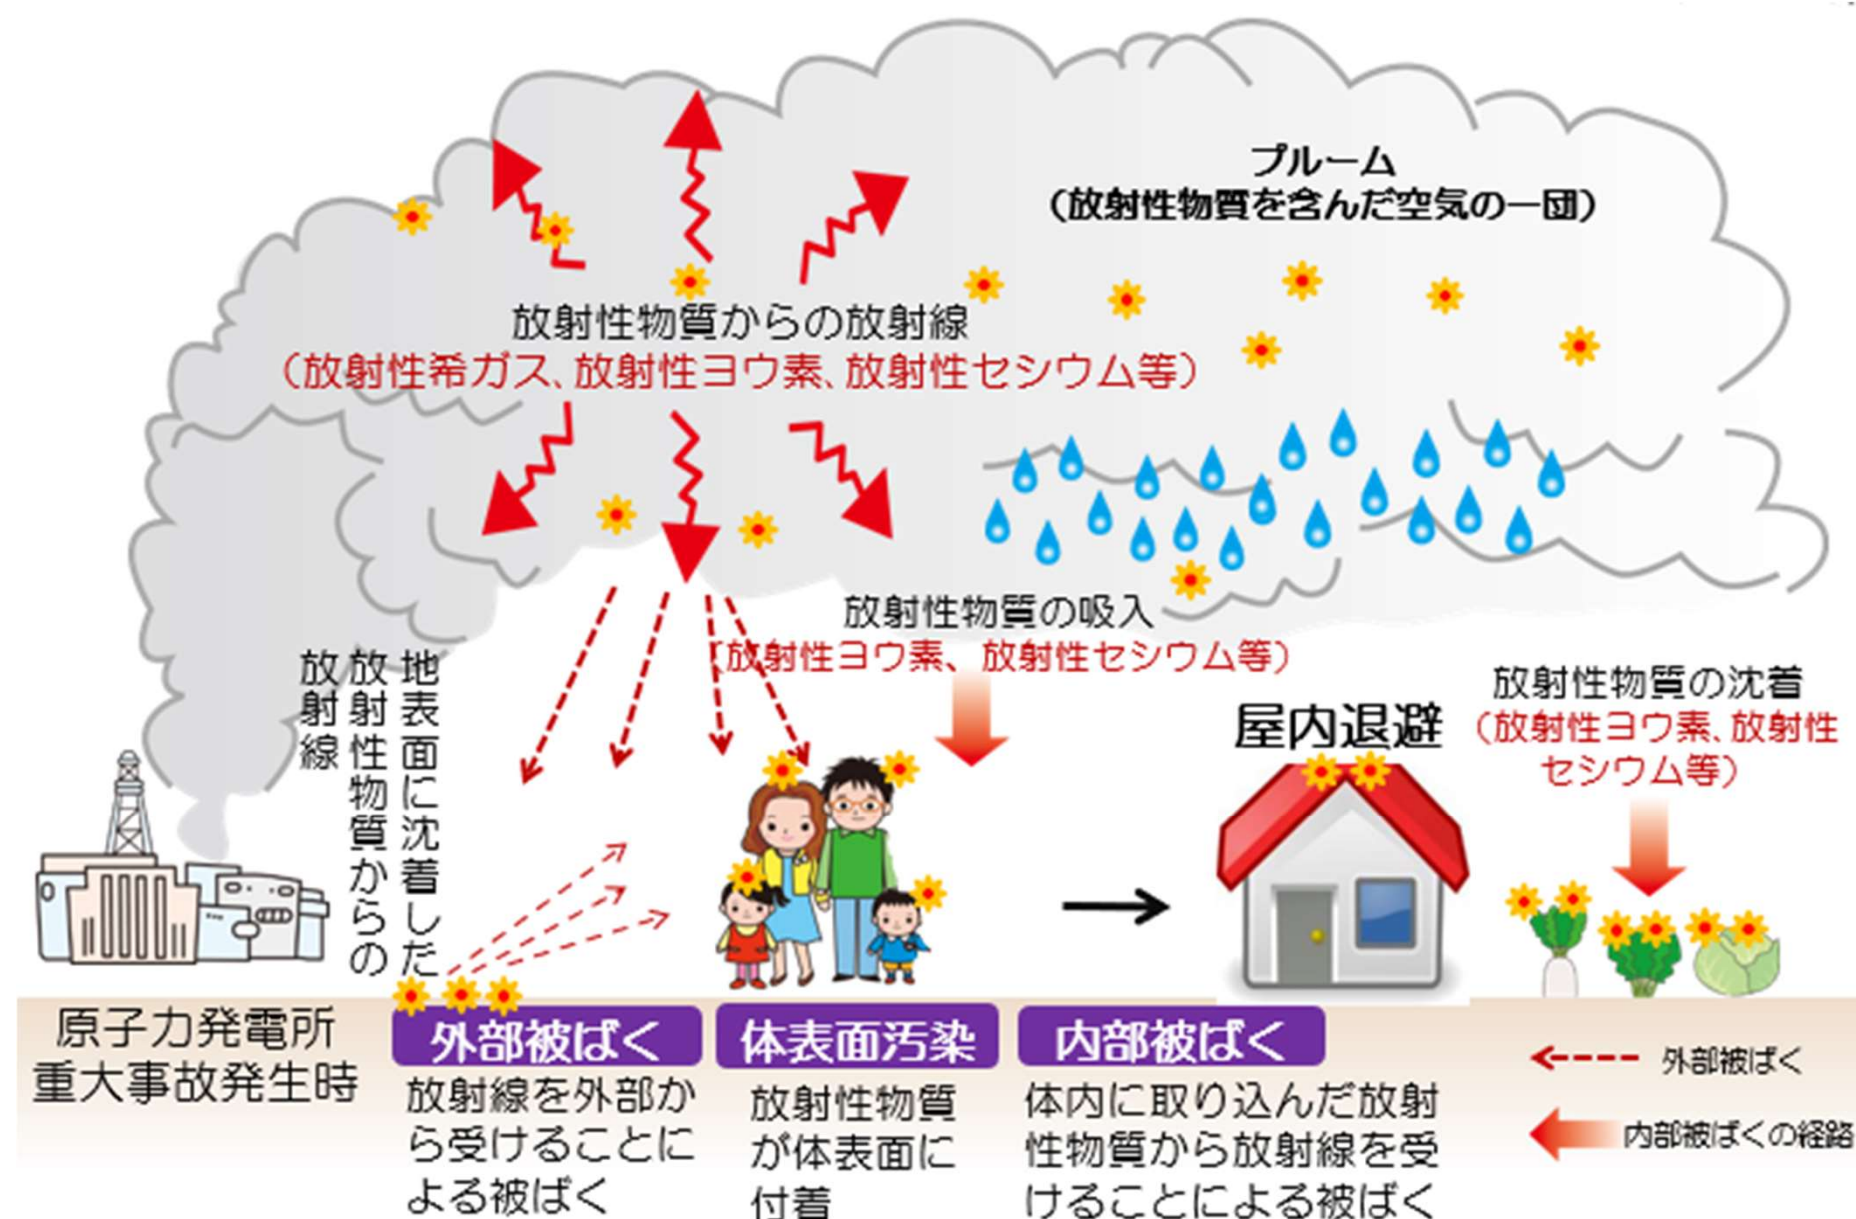 プルーム
（放射性物質を含んだ空気の一団）
放射性物質からの放射線
（放射性希ガス、放射性ヨウ素、放射性セシウム等）
放射性物質の吸入
（放射性ヨウ素、放射性セシウム等）
地表面に沈着した
放射性物質からの
放射線
屋内退避
放射性物質の沈着
（放射性ヨウ素、放射性
セシウム等）
原子力発電所
重大事故発生時
外部被ばく
放射線を外部か
ら受けることに
よる被ばく
体表面汚染
放射性物質
が体表面に
付着
内部被ばく
体内に取り込んだ放射
性物質から放射線を受
けることによる被ばく
外部被ばく
内部被ばくの経路